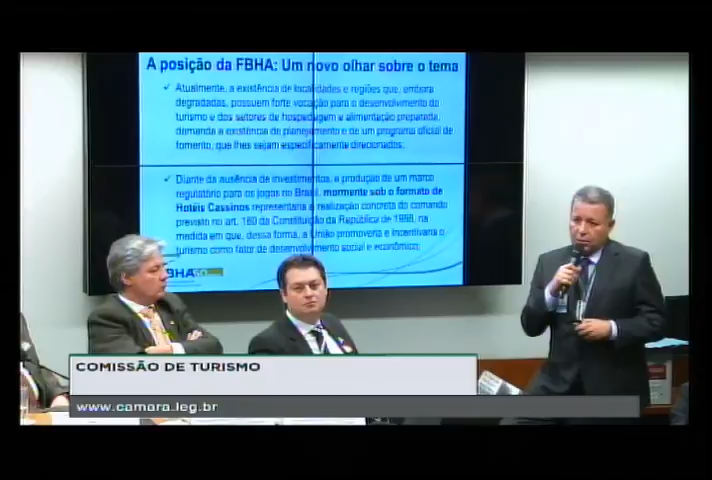 A posição da FBHA: Um novo olhar sobre o tema
✓ Atualmente, a existência de localidades e regiões que, embora
degradadas, possuem forte vocação para o desenvolvimento do
turismo e dos setores de hospedagem e alimentação preparada,
demanda a existência de planejamento e de um programa oficial de
fomento, que lhes sejam especificamente direcionados;
✓ Diante da ausência de investimentos, a produção de um marco
regulatório para os jogos no Brasil, mormente sob o formato de
Hotéis Cassinos representaria a realização concreta do comando
previsto no art. 180 da Constituição da República de 1988, na
medida em que, dessa forma, a União promoveria e incentivaria o
turismo como fator de desenvolvimento social e econômico;
FBHA
COMISSÃO DE TURISMO
www.camara.leg.br